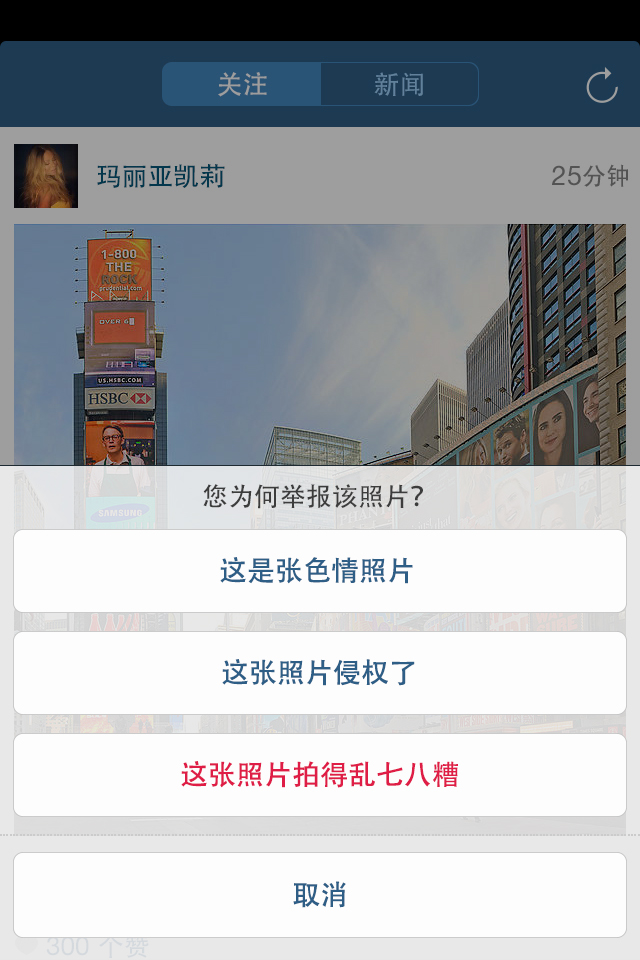 关注
新闻
玛丽亚凯莉
25分钟
1-800
THE
ROCK
prudential.com
OVER 6
US.HSBC.COM
HSBC
SAMSUNG
您为何举报该照片？
这是张色情照片
这张照片侵权了
这张照片拍得乱七八糟
取消
300 个赞